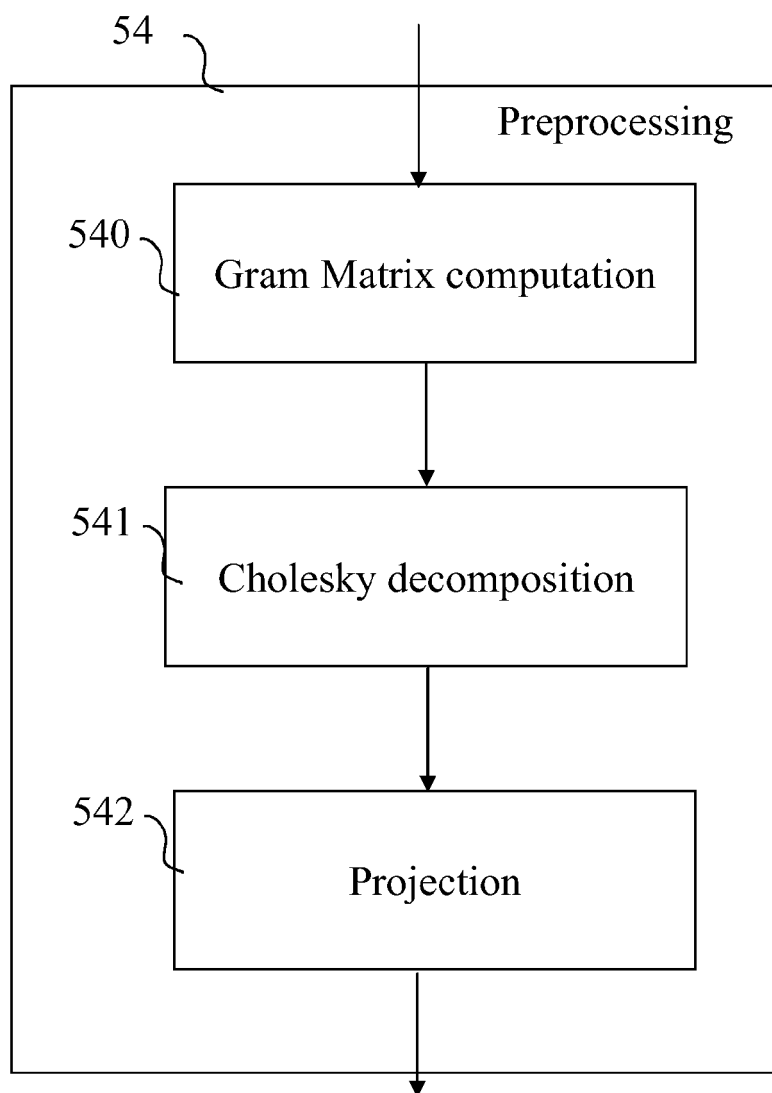 54
Preprocessing
540
Gram Matrix computation
541
Cholesky decomposition
542
Projection